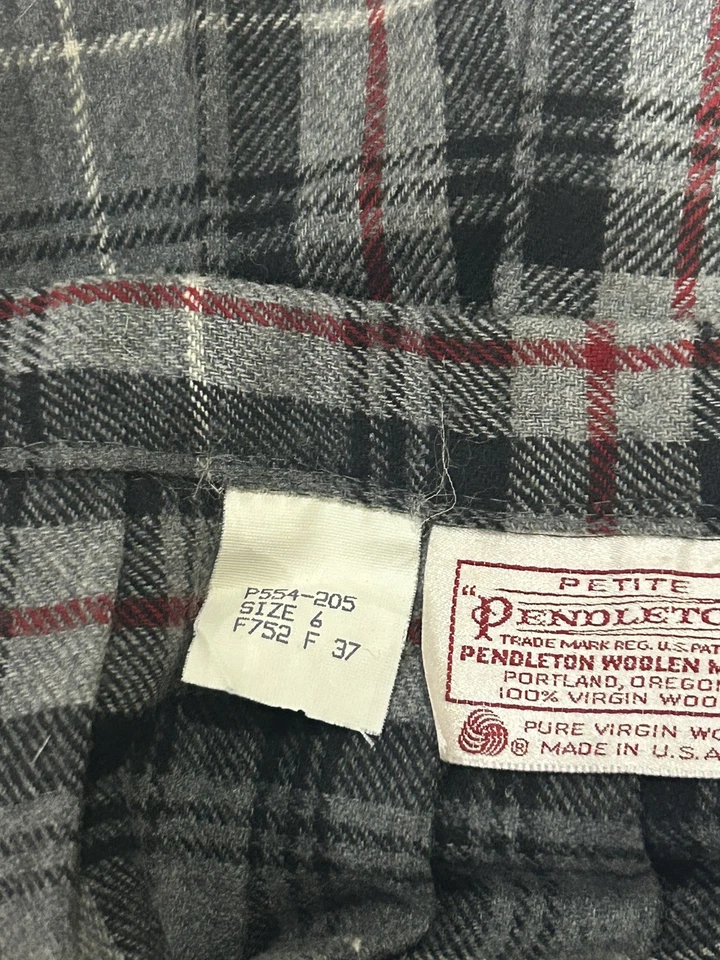 P554-205
SIZE 6
F752 F 37
PETITE
"PENDLETO
TRADE MARK REG. U.S. PAT
PENDLETON WOOLEN M
PORTLAND, OREGO
100% VIRGIN WOO
PURE VIRGIN WO
® MADE IN U.S.A